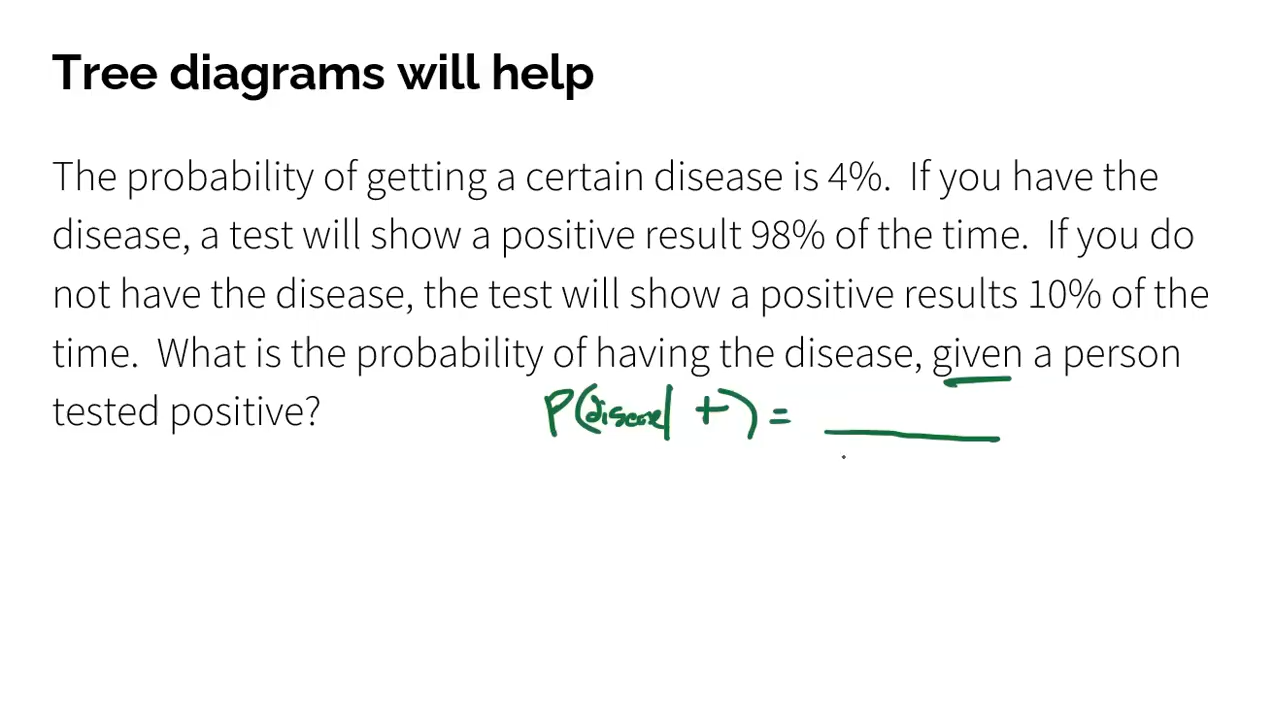 Tree diagrams will help
The probability of getting a certain disease is 4%. If you have the
disease, a test will show a positive result 98% of the time. If you do
not have the disease, the test will show a positive results 10% of the
time. What is the probability of having the disease, given a person
tested positive?
P(disease| +) =